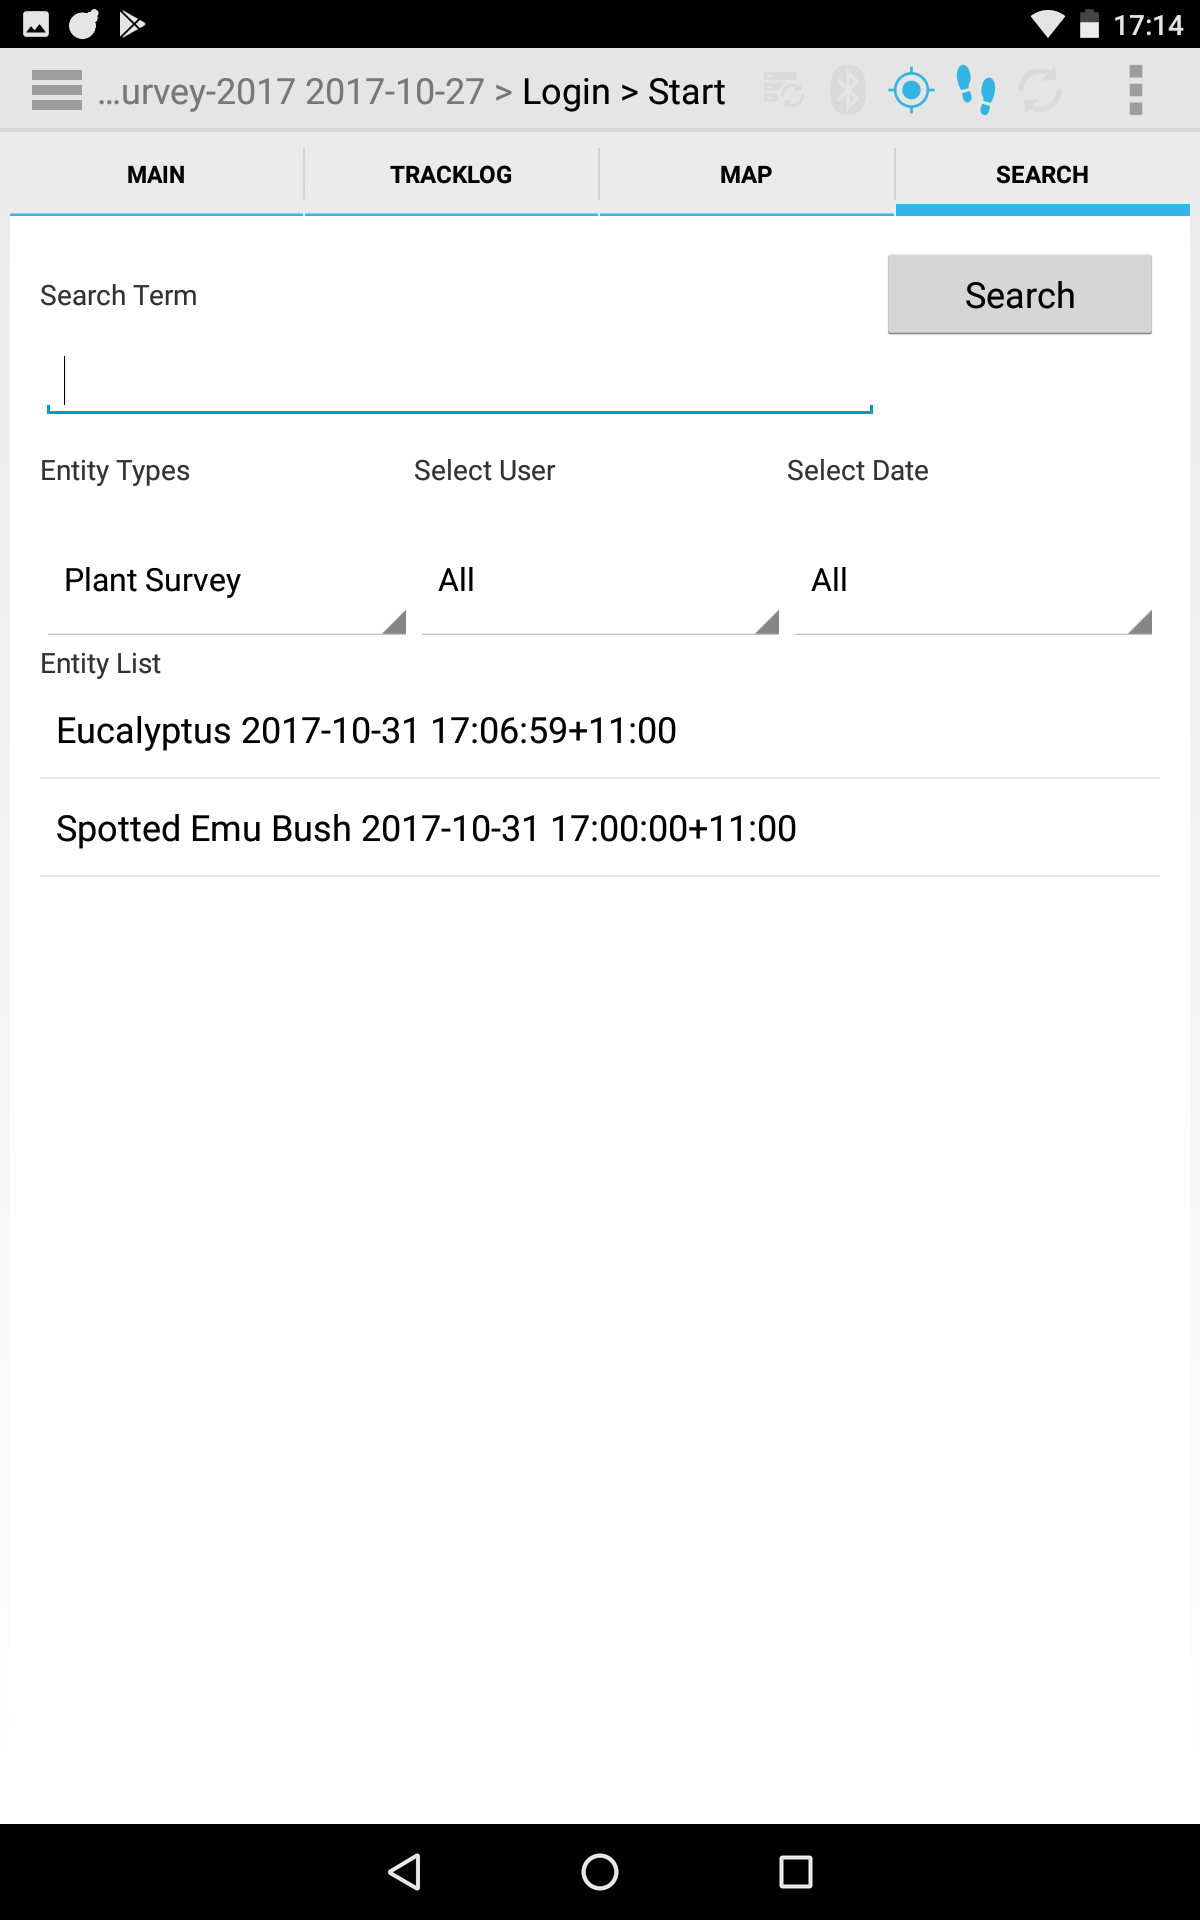 17:14
...urvey-2017 2017-10-27 > Login > Start
MAIN TRACKLOG MAP SEARCH
Search Term
Search
Entity Types Select User Select Date
Plant Survey All All
Entity List
Eucalyptus 2017-10-31 17:06:59+11:00
Spotted Emu Bush 2017-10-31 17:00:00+11:00